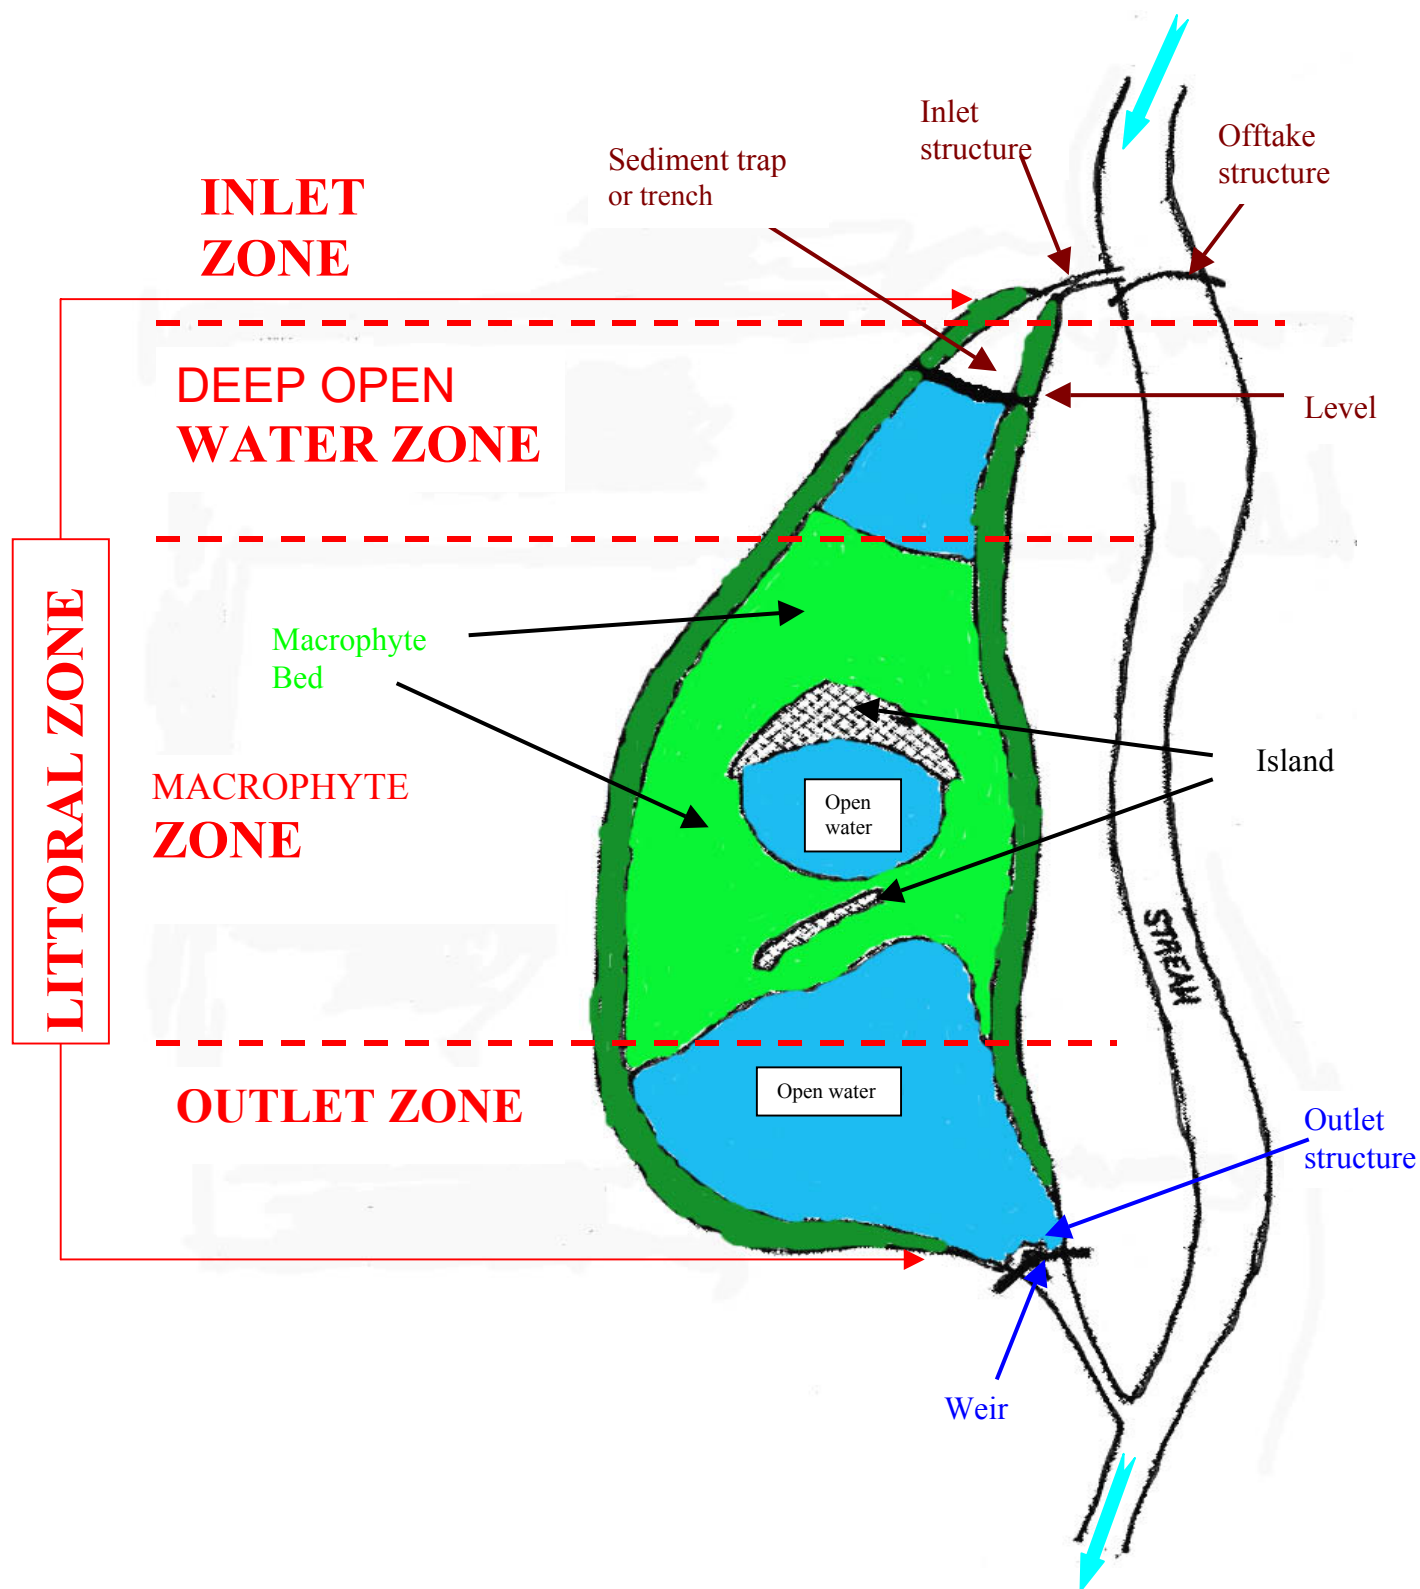 Inlet
structure
Offtake
structure
Sediment trap
or trench
INLET
ZONE
DEEP OPEN
WATER ZONE
Level
LITTORAL ZONE
Macrophyte
Bed
Island
MACROPHYTE
ZONE
Open
water
STREAM
OUTLET ZONE
Open water
Outlet
structure
Weir